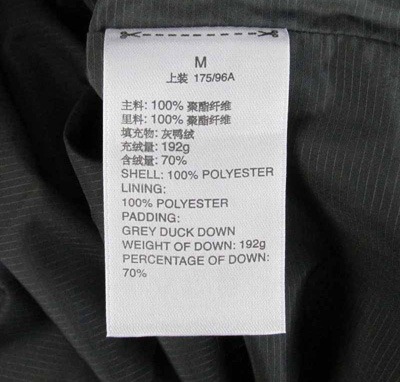 M
上装 175/96A
主料: 100% 聚酯纤维
里料: 100% 聚酯纤维
填充物: 灰鸭绒
充绒量: 192g
含绒量: 70%
SHELL: 100% POLYESTER
LINING:
100% POLYESTER
PADDING:
GREY DUCK DOWN
WEIGHT OF DOWN: 192g
PERCENTAGE OF DOWN:
70%